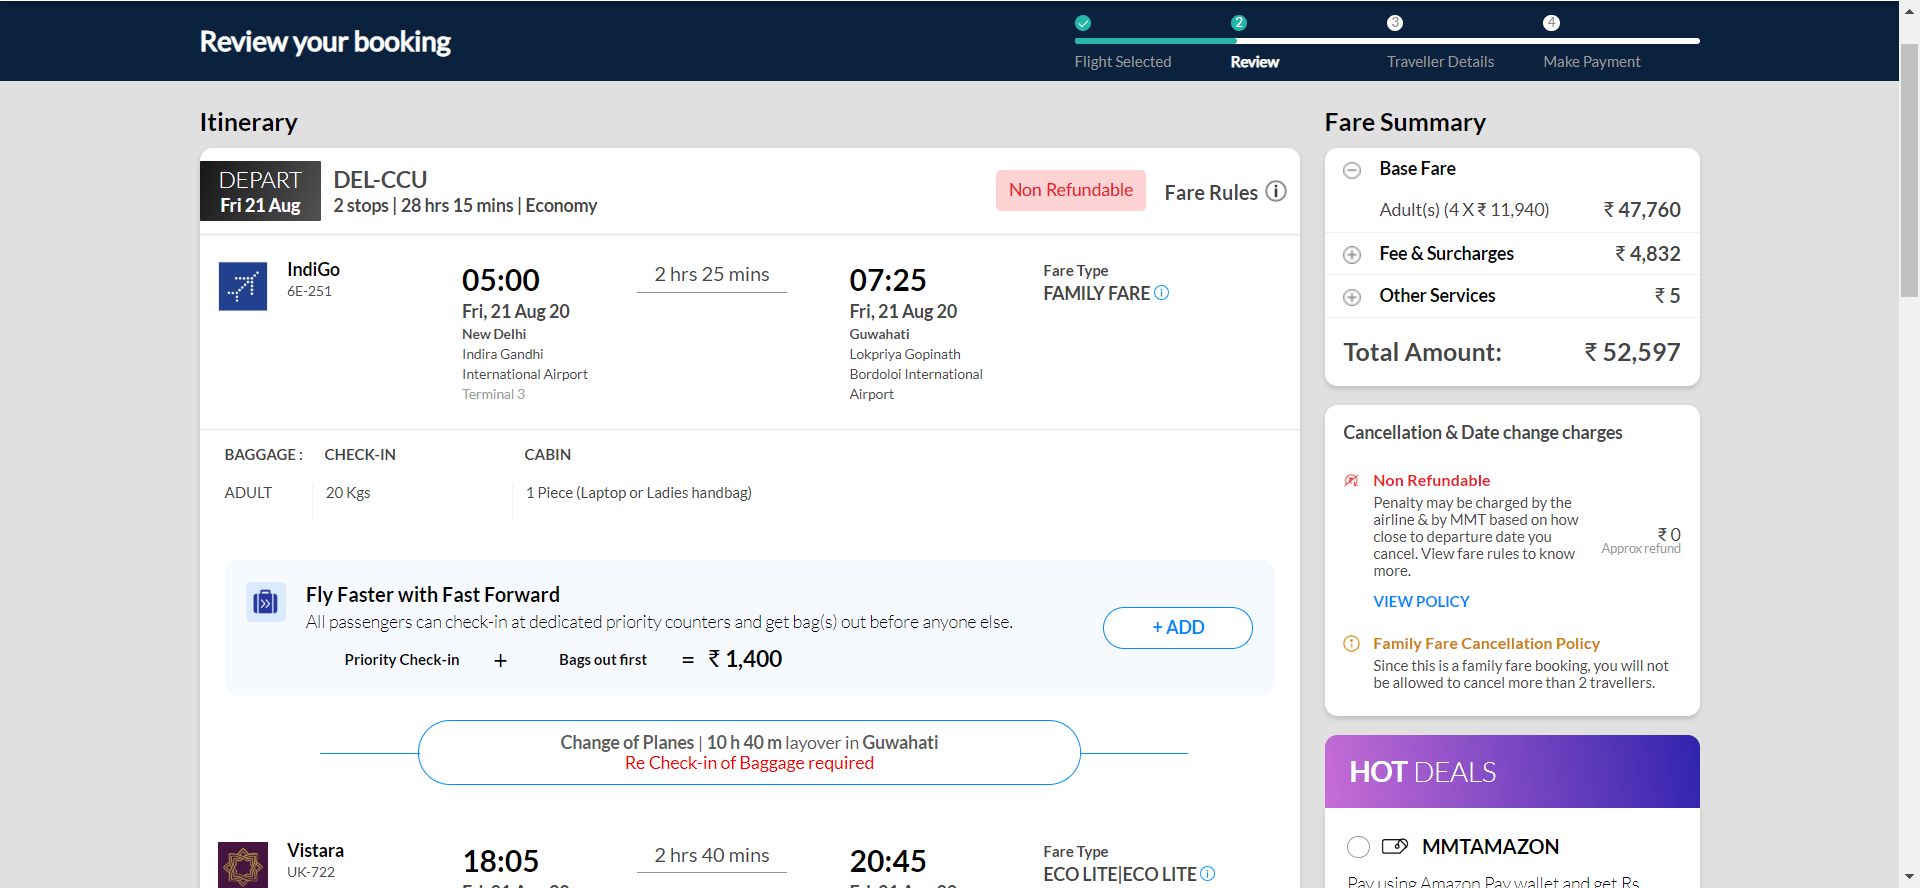 Review your booking
2
3
4
Flight Selected
Review
Traveller Details
Make Payment
Itinerary
DEPART
Fri 21 Aug
DEL-CCU
2 stops | 28 hrs 15 mins | Economy
Non Refundable
Fare Rules
IndiGo
6E-251
05:00
Fri, 21 Aug 20
New Delhi
Indira Gandhi
International Airport
Terminal 3
2 hrs 25 mins
07:25
Fri, 21 Aug 20
Guwahati
Lokpriya Gopinath
Bordoloi International
Airport
Fare Type
FAMILY FARE
BAGGAGE : CHECK-IN CABIN
ADULT 20 Kgs 1 Piece (Laptop or Ladies handbag)
Fly Faster with Fast Forward
All passengers can check-in at dedicated priority counters and get bag(s) out before anyone else.
Priority Check-in + Bags out first = ₹ 1,400
+ ADD
Change of Planes | 10 h 40 m layover in Guwahati
Re Check-in of Baggage required
Vistara
UK-722
18:05
2 hrs 40 mins
20:45
Fare Type
ECO LITE|ECO LITE
Fri, 21 Aug 20
Fri, 21 Aug 20
Fare Summary
Base Fare
Adult(s) (4 X ₹ 11,940) ₹ 47,760
Fee & Surcharges ₹ 4,832
Other Services ₹ 5
Total Amount: ₹ 52,597
Cancellation & Date change charges
Non Refundable
Penalty may be charged by the
airline & by MMT based on how
close to departure date you
cancel. View fare rules to know
more.
₹ 0
Approx refund
VIEW POLICY
Family Fare Cancellation Policy
Since this is a family fare booking, you will not
be allowed to cancel more than 2 travellers.
HOT DEALS
MMTAMAZON
Pay using Amazon Pay wallet and get Rs